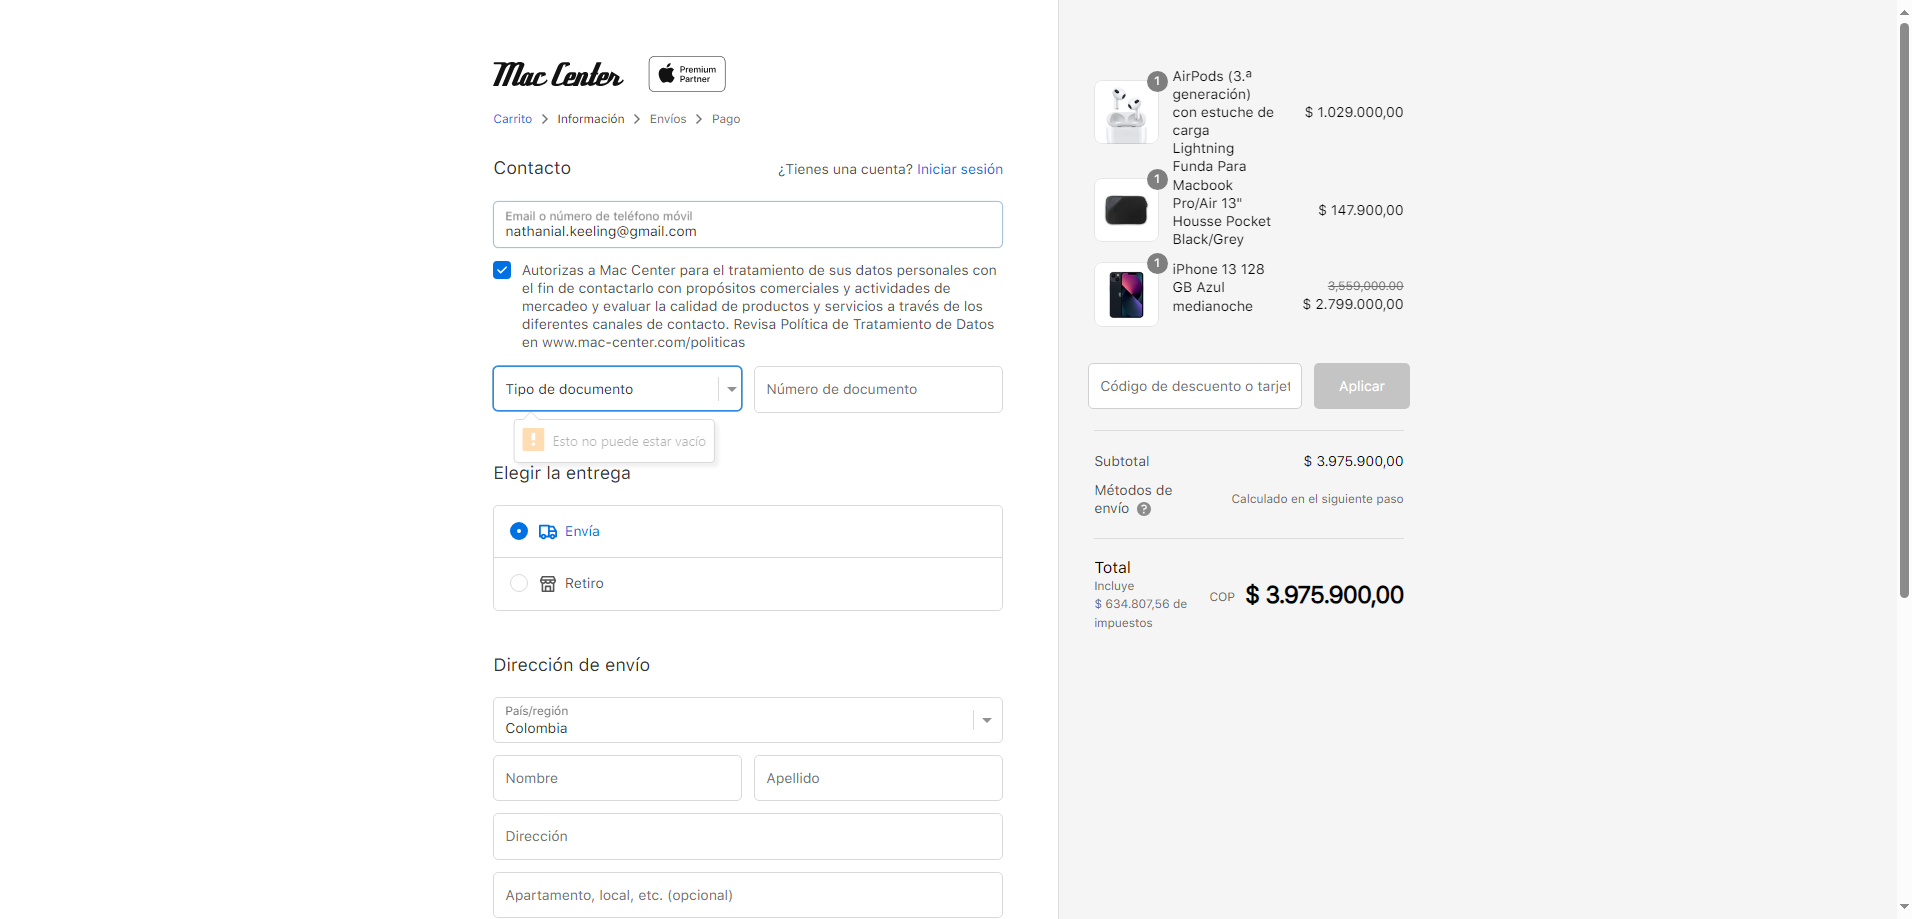 Mac Center
Premium
Partner
Carrito
Información
Envíos
Pago
Contacto
¿Tienes una cuenta? Iniciar sesión
Email o número de teléfono móvil
nathanial.keeling@gmail.com
Autorizas a Mac Center para el tratamiento de sus datos personales con
el fin de contactarlo con propósitos comerciales y actividades de
mercadeo y evaluar la calidad de productos y servicios a través de los
diferentes canales de contacto. Revisa Política de Tratamiento de Datos
en www.mac-center.com/politicas
Tipo de documento
Número de documento
Esto no puede estar vacío
Elegir la entrega
Envía
Retiro
Dirección de envío
País/región
Colombia
Nombre
Apellido
Dirección
Apartamento, local, etc. (opcional)
1
AirPods (3.ª
generación)
con estuche de
carga
Lightning
$ 1.029.000,00
1
Funda Para
Macbook
Pro/Air 13"
Housse Pocket
Black/Grey
$ 147.900,00
1
iPhone 13 128
GB Azul
medianoche
3,559,000.00
$ 2.799.000,00
Código de descuento o tarjet
Aplicar
Subtotal
$ 3.975.900,00
Métodos de
envío ?
Calculado en el siguiente paso
Total
Incluye
$ 634.807,56 de
impuestos
COP $ 3.975.900,00